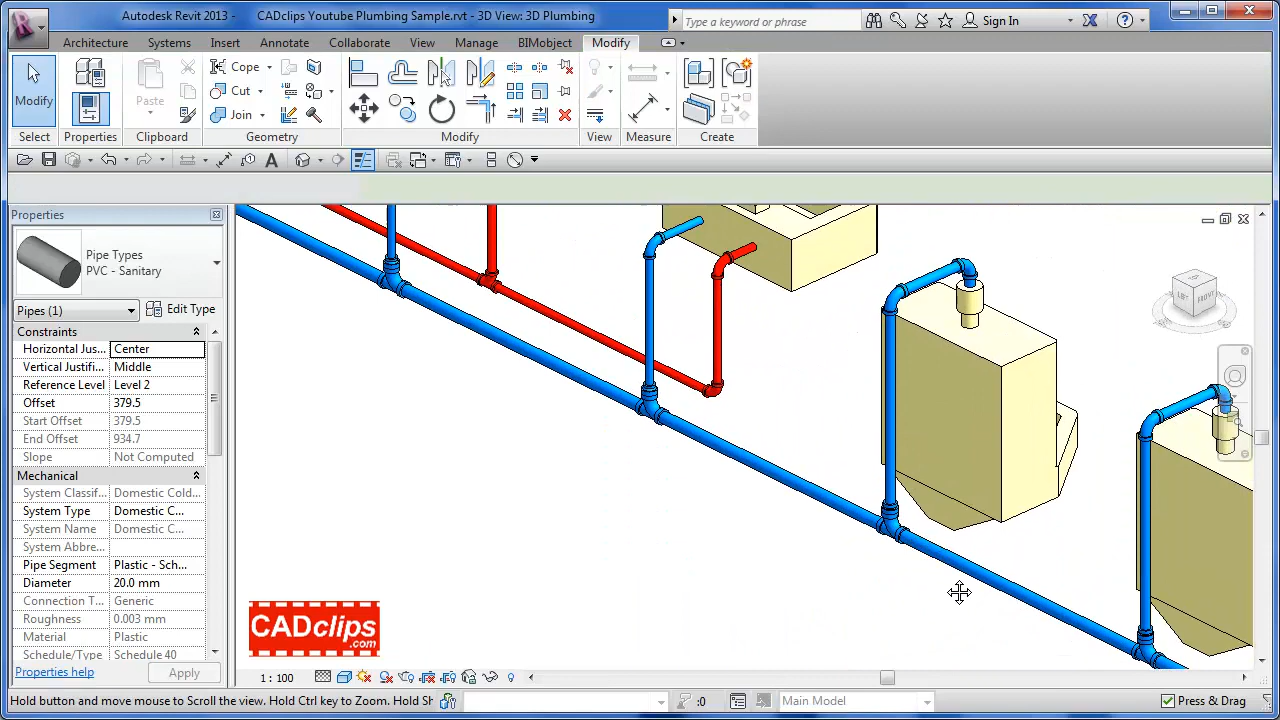 Autodesk Revit 2013 - CADclips Youtube Plumbing Sample.rvt - 3D View: 3D Plumbing
Type a keyword or phrase
Sign In
Architecture Systems Insert Annotate Collaborate View Manage BIMobject Modify
Modify
Paste
Cope
Cut
Join
Select Properties Clipboard Geometry Modify View Measure Create
Properties
Pipe Types
PVC - Sanitary
Pipes (1)
Edit Type
Constraints
Horizontal Jus... Center
Vertical Justifi... Middle
Reference Level Level 2
Offset 379.5
Start Offset 379.5
End Offset 934.7
Slope Not Computed
Mechanical
System Classif... Domestic Cold...
System Type Domestic C...
System Name Domestic C...
System Abbre...
Pipe Segment Plastic - Sch...
Diameter 20.0 mm
Connection T... Generic
Roughness 0.003 mm
Material Plastic
Schedule/Type Schedule 40
Properties help
Apply
LEFT
FRONT
CADclips
.com
1 : 100
Hold button and move mouse to Scroll the view. Hold Ctrl key to Zoom. Hold Sh
:0
Main Model
Press & Drag